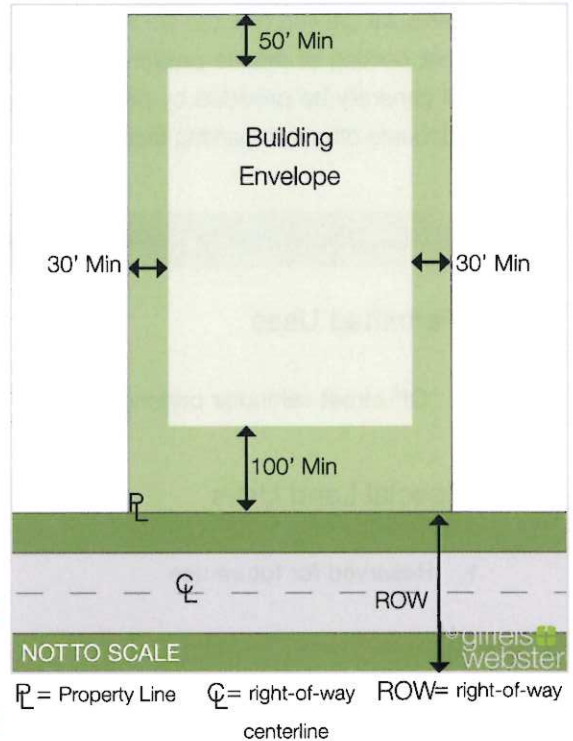 50' Min
Building
Envelope
30' Min
30' Min
100' Min
PL
CL
ROW
NOT TO SCALE
giffels
webster
PL = Property Line CL = right-of-way ROW= right-of-way
centerline